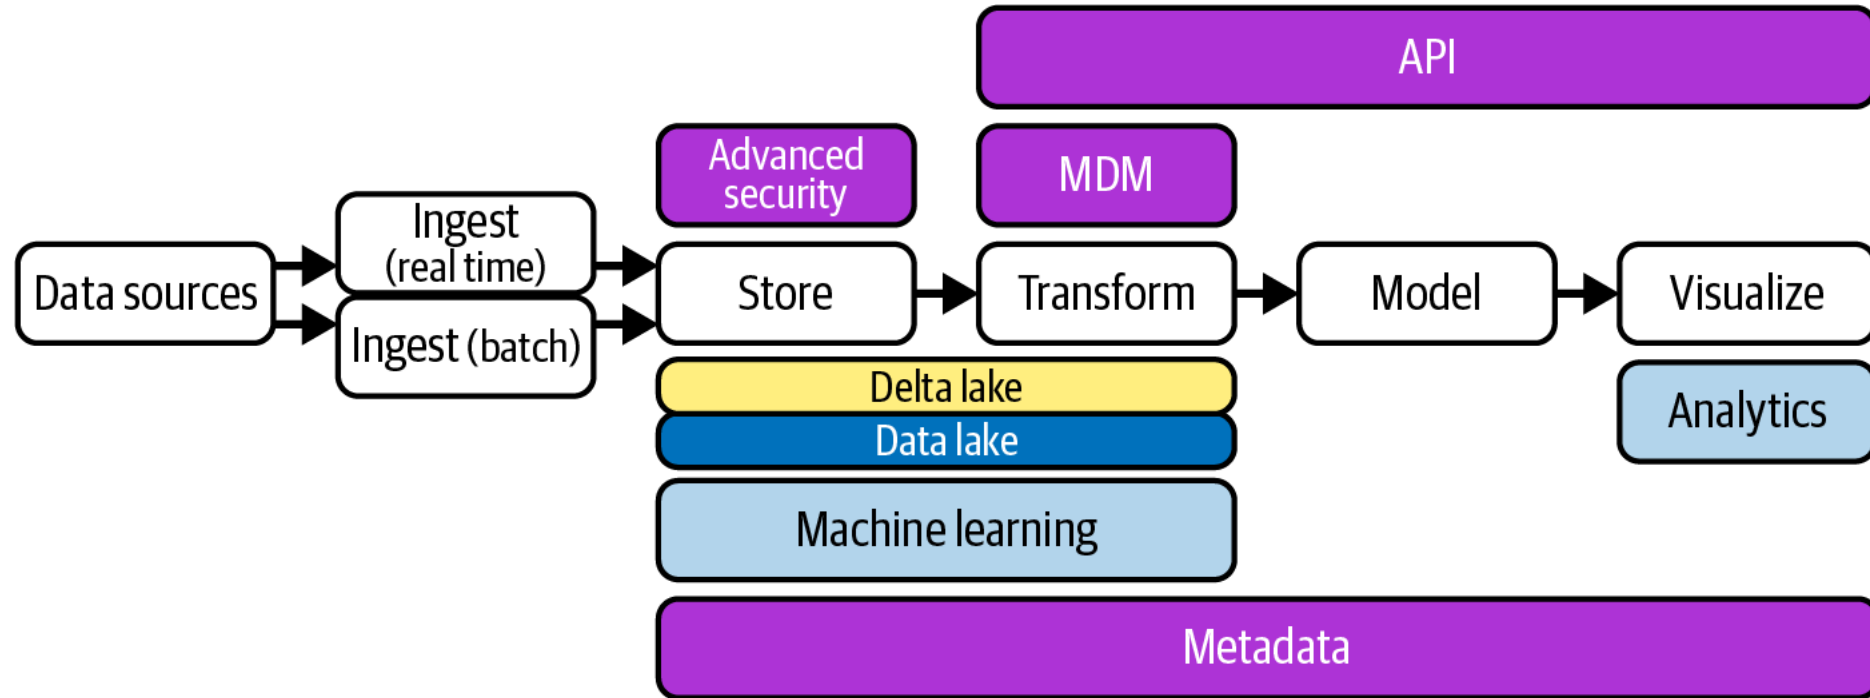 API
Advanced
security
MDM
Ingest
(real time)
Data sources
Store
Transform
Model
Visualize
Ingest (batch)
Delta lake
Data lake
Analytics
Machine learning
Metadata